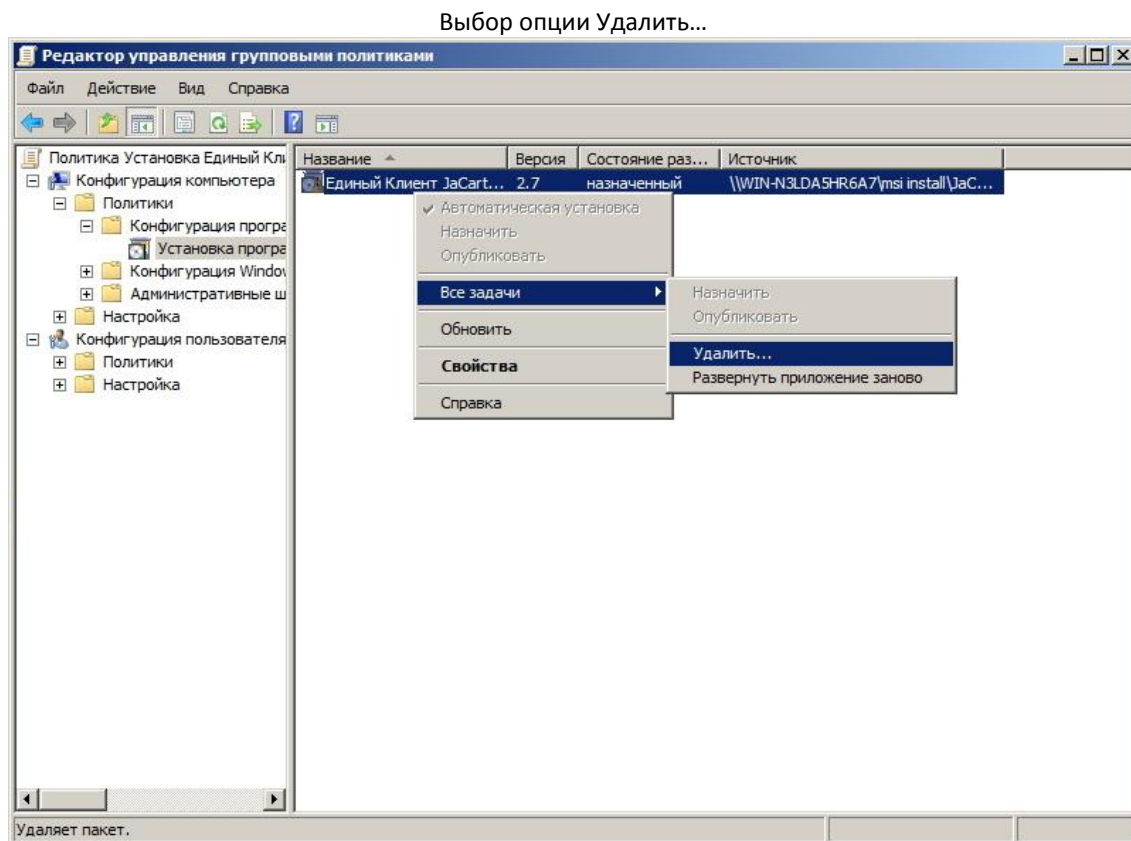 Выбор опции Удалить...
Редактор управления групповыми политиками
Файл Действие Вид Справка
Политика Установка Единый Кли
Конфигурация компьютера
Политики
Конфигурация програ
Установка програ
Конфигурация Window
Административные ш
Настройка
Конфигурация пользователя
Политики
Настройка
Название Версия Состояние раз... Источник
Единый Клиент JaCart... 2.7 назначенный \\WIN-N3LDA5HR6A7\msi install\JaC...
Автоматическая установка
Назначить
Опубликовать
Все задачи
Обновить
Свойства
Справка
Назначить
Опубликовать
Удалить...
Развернуть приложение заново
Удаляет пакет.